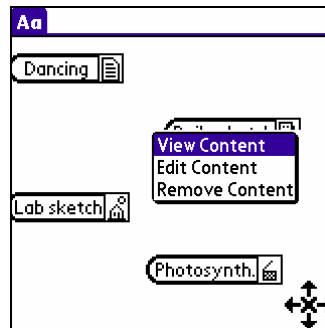 Aa
Dancing
View Content
Edit Content
Remove Content
Lab sketch
Photosynth.